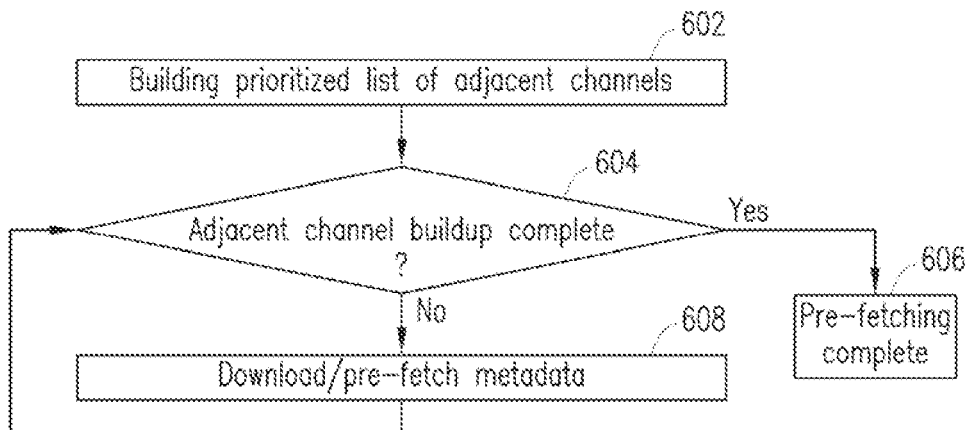 602
Building prioritized list of adjacent channels
604
Adjacent channel buildup complete
?
Yes
606
Pre-fetching
complete
No
608
Download/pre-fetch metadata